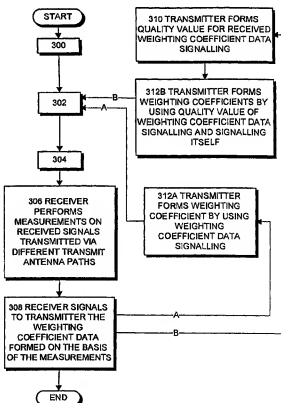 START
300
302
304
306 RECEIVER
PERFORMS
MEASUREMENTS ON
RECEIVED SIGNALS
TRANSMITTED VIA
DIFFERENT TRANSMIT
ANTENNA PATHS
308 RECEIVER SIGNALS
TO TRANSMITTER THE
WEIGHTING
COEFFICIENT DATA
FORMED ON THE BASIS
OF THE MEASUREMENTS
END
310 TRANSMITTER FORMS
QUALITY VALUE FOR RECEIVED
WEIGHTING COEFFICIENT DATA
SIGNALLING
312B TRANSMITTER FORMS
WEIGHTING COEFFICIENTS BY
USING QUALITY VALUE OF
WEIGHTING COEFFICIENT DATA
SIGNALLING AND SIGNALLING
ITSELF
B
A
312A TRANSMITTER
FORMS WEIGHTING
COEFFICIENT BY USING
WEIGHTING
COEFFICIENT DATA
SIGNALLING
A
B